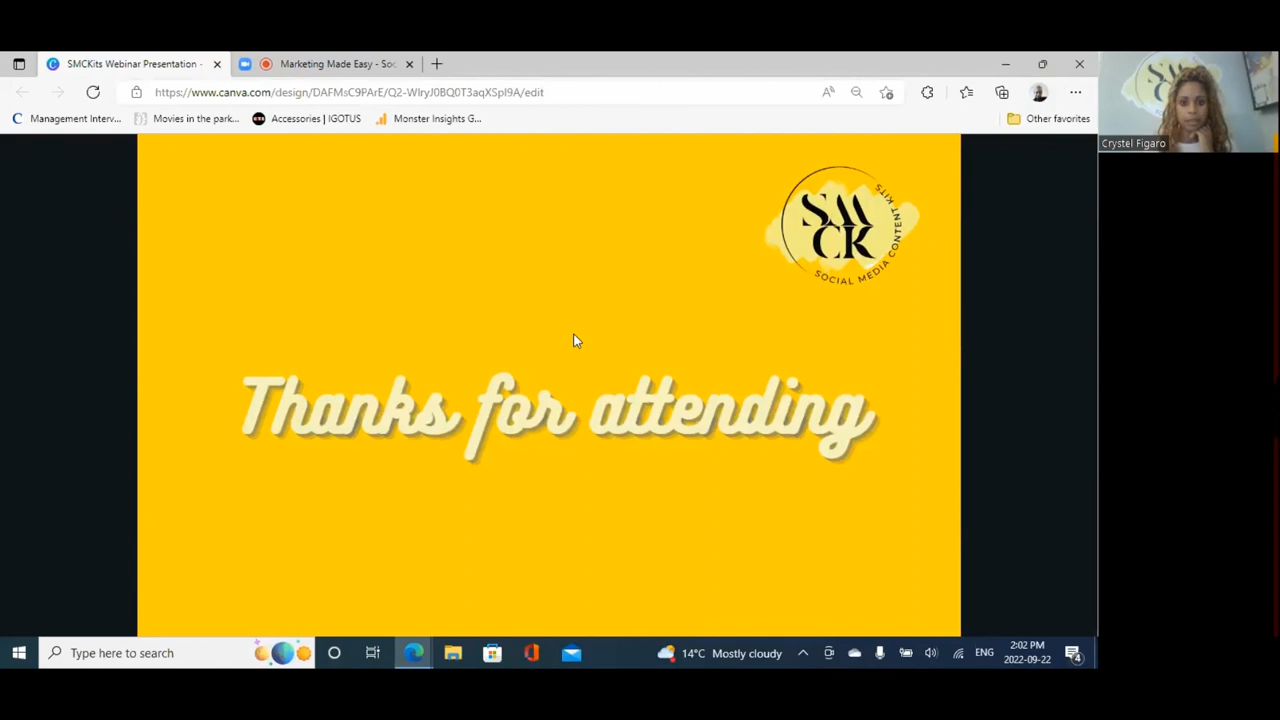 SMCKits Webinar Presentation -
Marketing Made Easy - Soc
https://www.canva.com/design/DAFMsC9PArE/Q2-WIryJ0BQ0T3aqXSpI9A/edit
Management Interv...
Movies in the park...
Accessories | IGOTUS
Monster Insights G...
Other favorites
Crystel Figaro
SM
CK
SOCIAL MEDIA CONTENT KITS
Thanks for attending
Type here to search
14°C Mostly cloudy
ENG
2:02 PM
2022-09-22
4